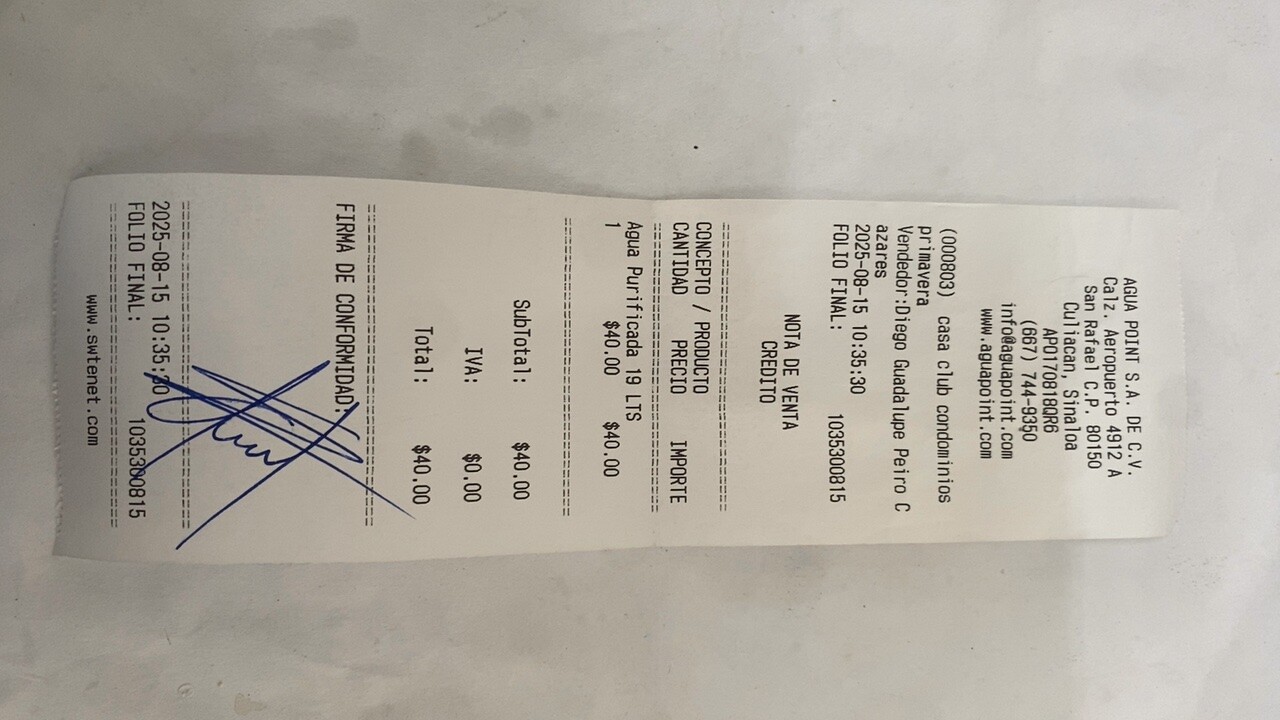 AGUA POINT S.A. DE C.V.
Calz. Aeropuerto 4912 A
San Rafael C.P. 80150
Culiacan, Sinaloa
APO170818QR6
(667) 744-9350
info@aguapoint.com
www.aguapoint.com
(000803) casa club condominios
primavera
Vendedor:Diego Guadalupe Peiro C
azares
2025-08-15 10:35:30
FOLIO FINAL: 1035300815
NOTA DE VENTA
CREDITO
================================
CONCEPTO / PRODUCTO
CANTIDAD PRECIO IMPORTE
================================
Agua Purificada 19 LTS
1 $40.00 $40.00
================================
SubTotal: $40.00
IVA: $0.00
Total: $40.00
================================
FIRMA DE CONFORMIDAD:
================================
2025-08-15 10:35:30
FOLIO FINAL: 1035300815
================================
www.swtenet.com